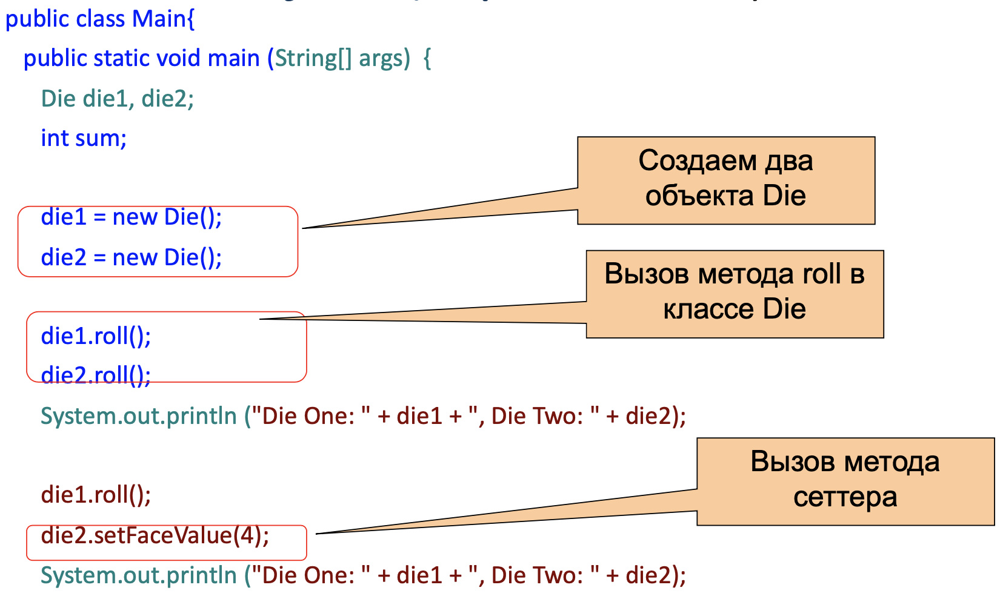 public class Main{
public static void main (String[] args)  {
Die die1, die2;
int sum;
Создаем два
объекта Die
die1 = new Die();
die2 = new Die();
Вызов метода roll в
классе Die
die1.roll();
die2.roll();
System.out.println ("Die One: " + die1 + ", Die Two: " + die2);
Вызов метода
сеттера
die1.roll();
die2.setFaceValue(4);
System.out.println ("Die One: " + die1 + ", Die Two: " + die2);